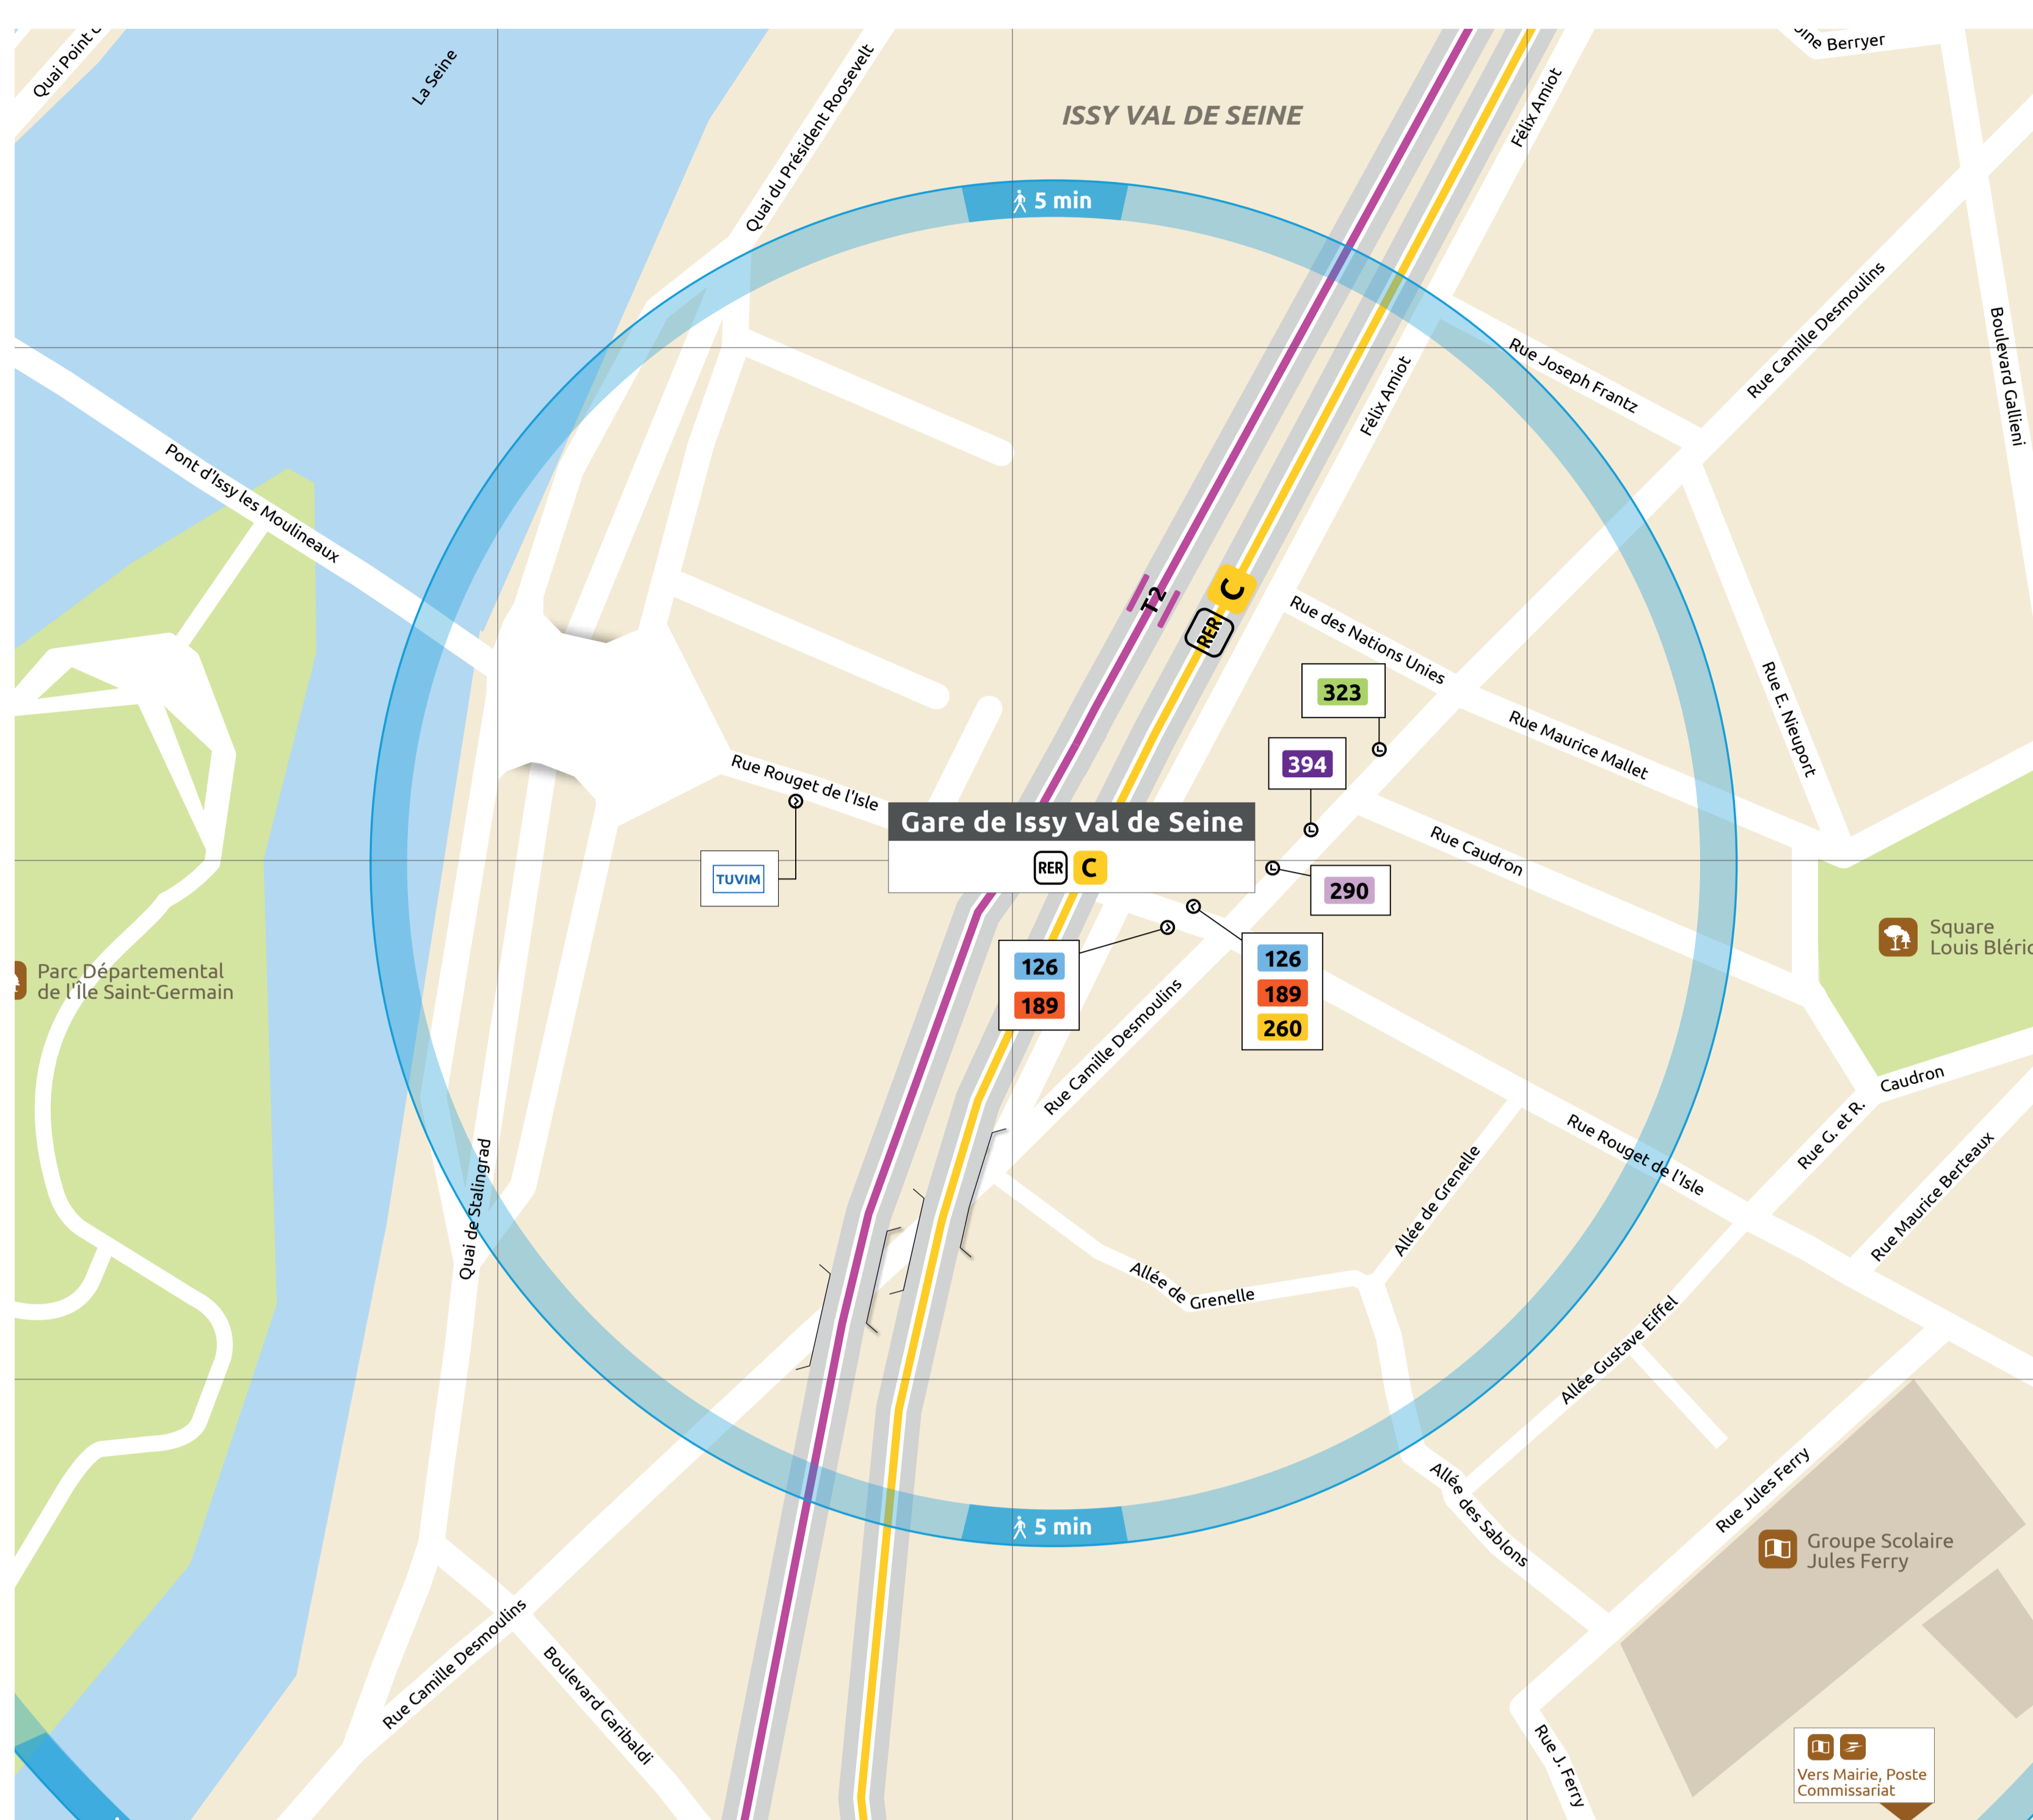 Quai Point
La Seine
Quai du Président Roosevelt
ISSY VAL DE SEINE
Félix Amiot
Berryer
5 min
Rue Camille Desmoulins
Boulevard Gallieni
Rue Joseph Frantz
Félix Amiot
Pont d'Issy les Moulineaux
T2
C
RER
Rue des Nations Unies
323
Rue E. Nieuport
Rue Maurice Mallet
394
Rue Rouget de l'Isle
Gare de Issy Val de Seine
RER C
Rue Caudron
TUVIM
290
Square
Louis
Parc Départemental
de l'Île Saint-Germain
126
189
126
189
260
Rue Camille Desmoulins
Rue G. et R.
Caudron
Rue Rouget de l'Isle
Rue Maurice Berteaux
Quai de Stalingrad
Allée de Grenelle
Allée de Grenelle
Allée Gustave Eiffel
5 min
Allée des Sablons
Rue Jules Ferry
Groupe Scolaire
Jules Ferry
Rue Camille Desmoulins
Boulevard Garibaldi
Rue J. Ferry
Vers Mairie, Poste
Commissariat